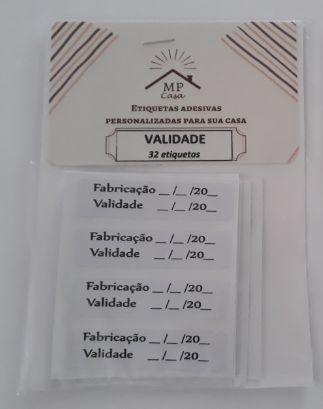 MP
Casa
ETIQUETAS ADESIVAS
PERSONALIZADAS PARA SUA CASA
VALIDADE
32 etiquetas
Fabricação __ /__ /20__
Validade __ /__ /20__
Fabricação __ /__ /20__
Validade __ /__ /20__
Fabricação __ /__ /20__
Validade __ /__ /20__
Fabricação __ /__ /20__
Validade __ /__ /20__